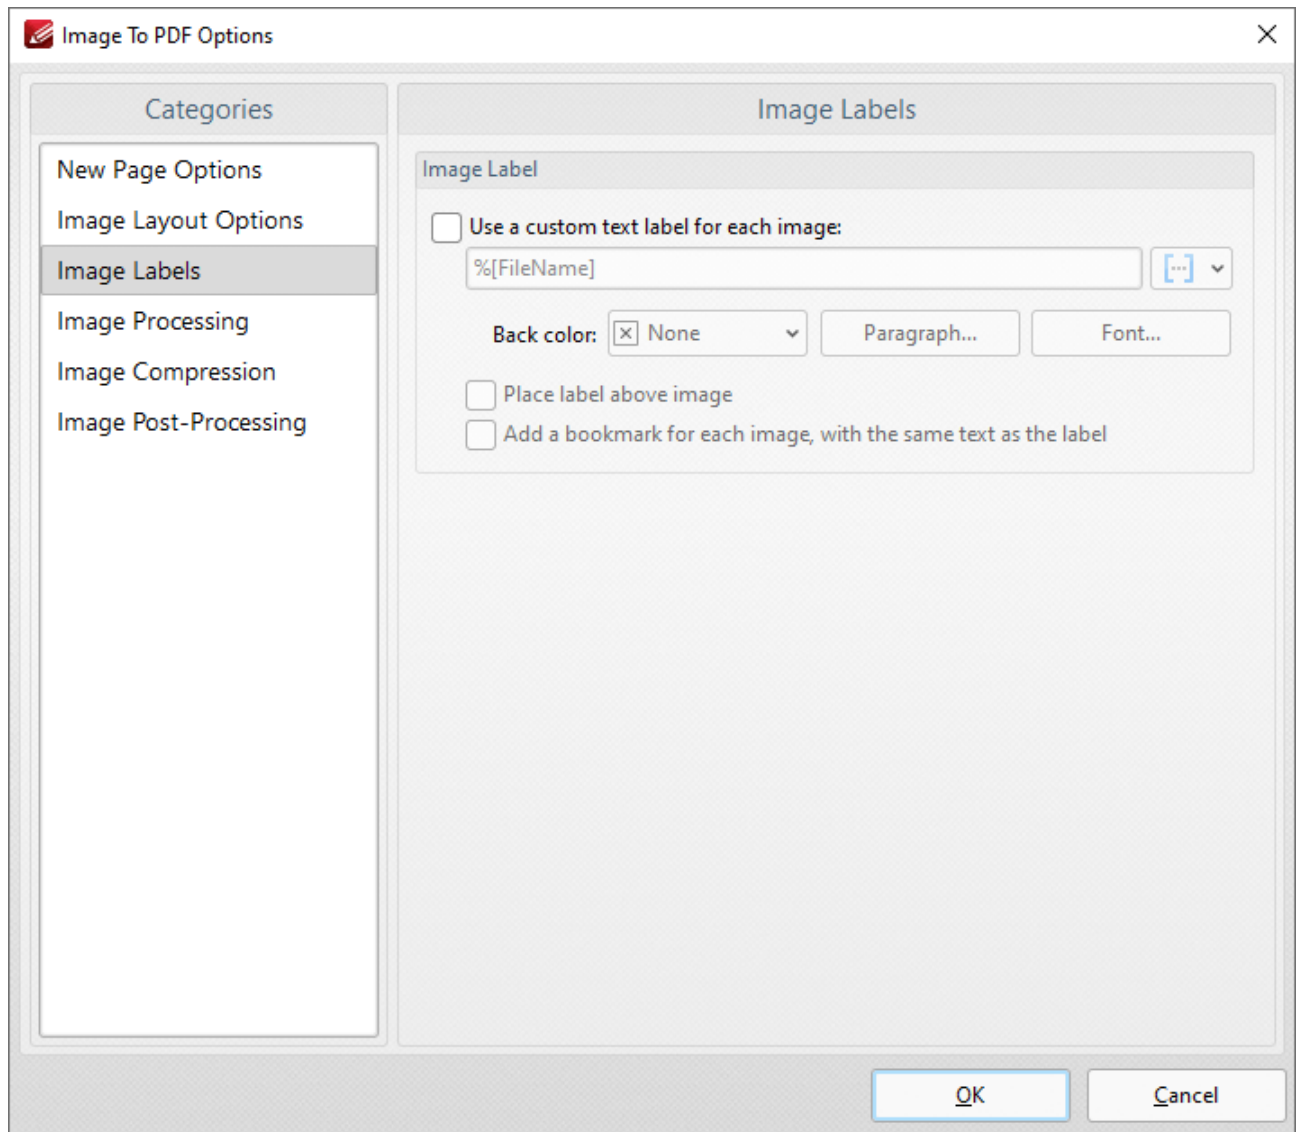 Image To PDF Options
Categories
New Page Options
Image Layout Options
Image Labels
Image Processing
Image Compression
Image Post-Processing
Image Labels
Image Label
Use a custom text label for each image:
%[FileName]
Back color: None Paragraph... Font...
Place label above image
Add a bookmark for each image, with the same text as the label
OK Cancel